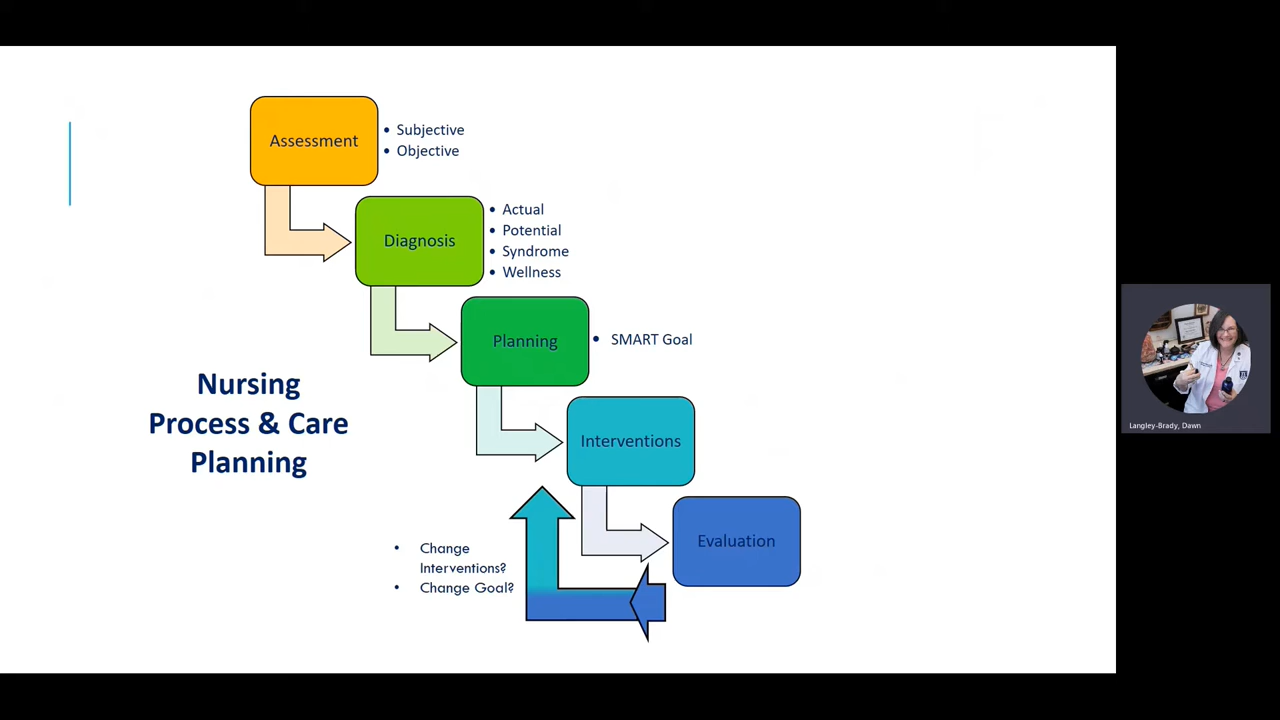 Assessment
• Subjective
• Objective
Diagnosis
• Actual
• Potential
• Syndrome
• Wellness
Planning
• SMART Goal
Nursing
Process & Care
Planning
Interventions
Evaluation
• Change
Interventions?
• Change Goal?
Langley-Brady, Dawn